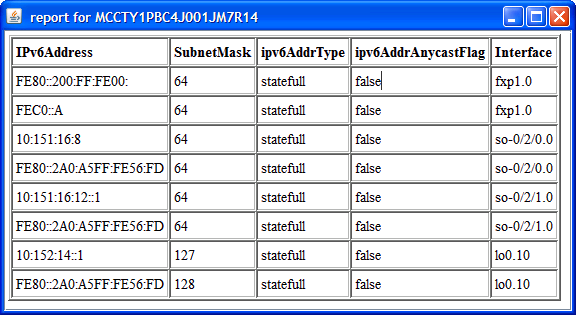 report for MCCTY1PBC4J001JM7R14
IPv6Address SubnetMask ipv6AddrType ipv6AddrAnycastFlag Interface
FE80::200:FF:FE00: 64 statefull false fxp1.0
FEC0::A 64 statefull false fxp1.0
10:151:16:8 64 statefull false so-0/2/0.0
FE80::2A0:A5FF:FE56:FD 64 statefull false so-0/2/0.0
10:151:16:12::1 64 statefull false so-0/2/1.0
FE80::2A0:A5FF:FE56:FD 64 statefull false so-0/2/1.0
10:152:14::1 127 statefull false lo0.10
FE80::2A0:A5FF:FE56:FD 128 statefull false lo0.10